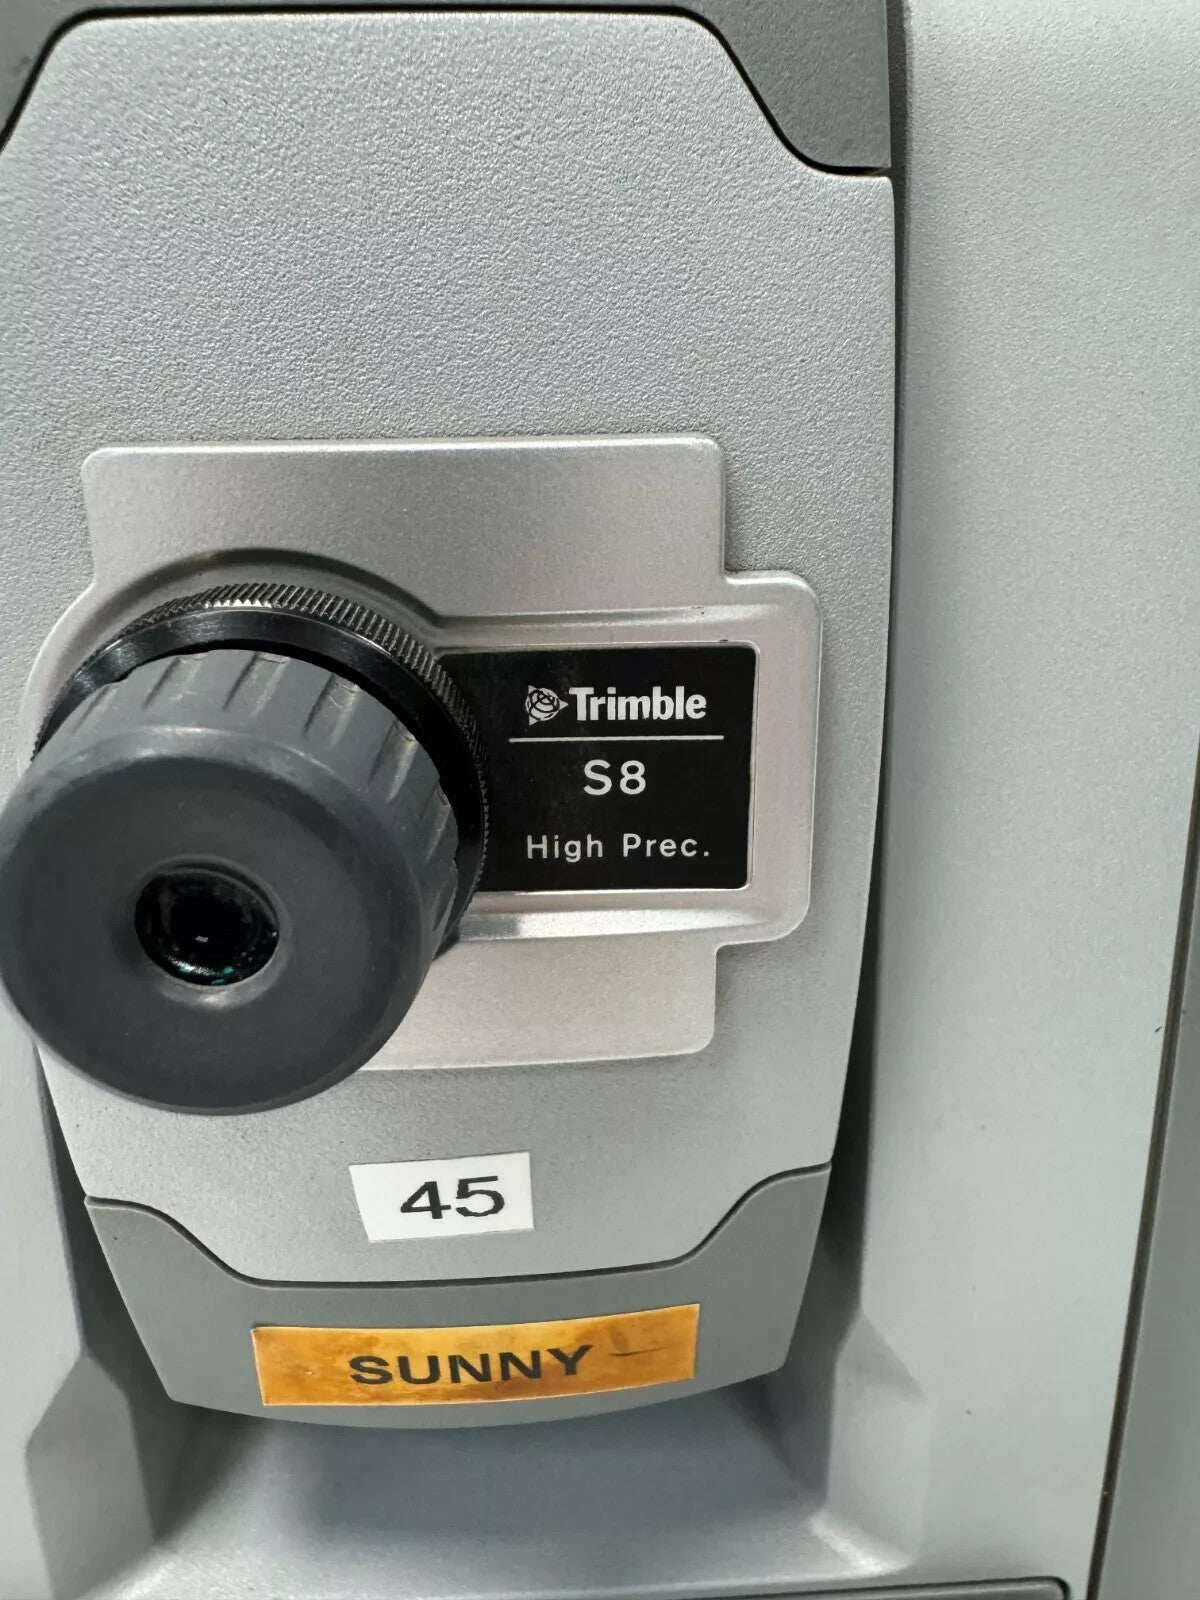 Trimble
S8
High Prec.
45
SUNNY